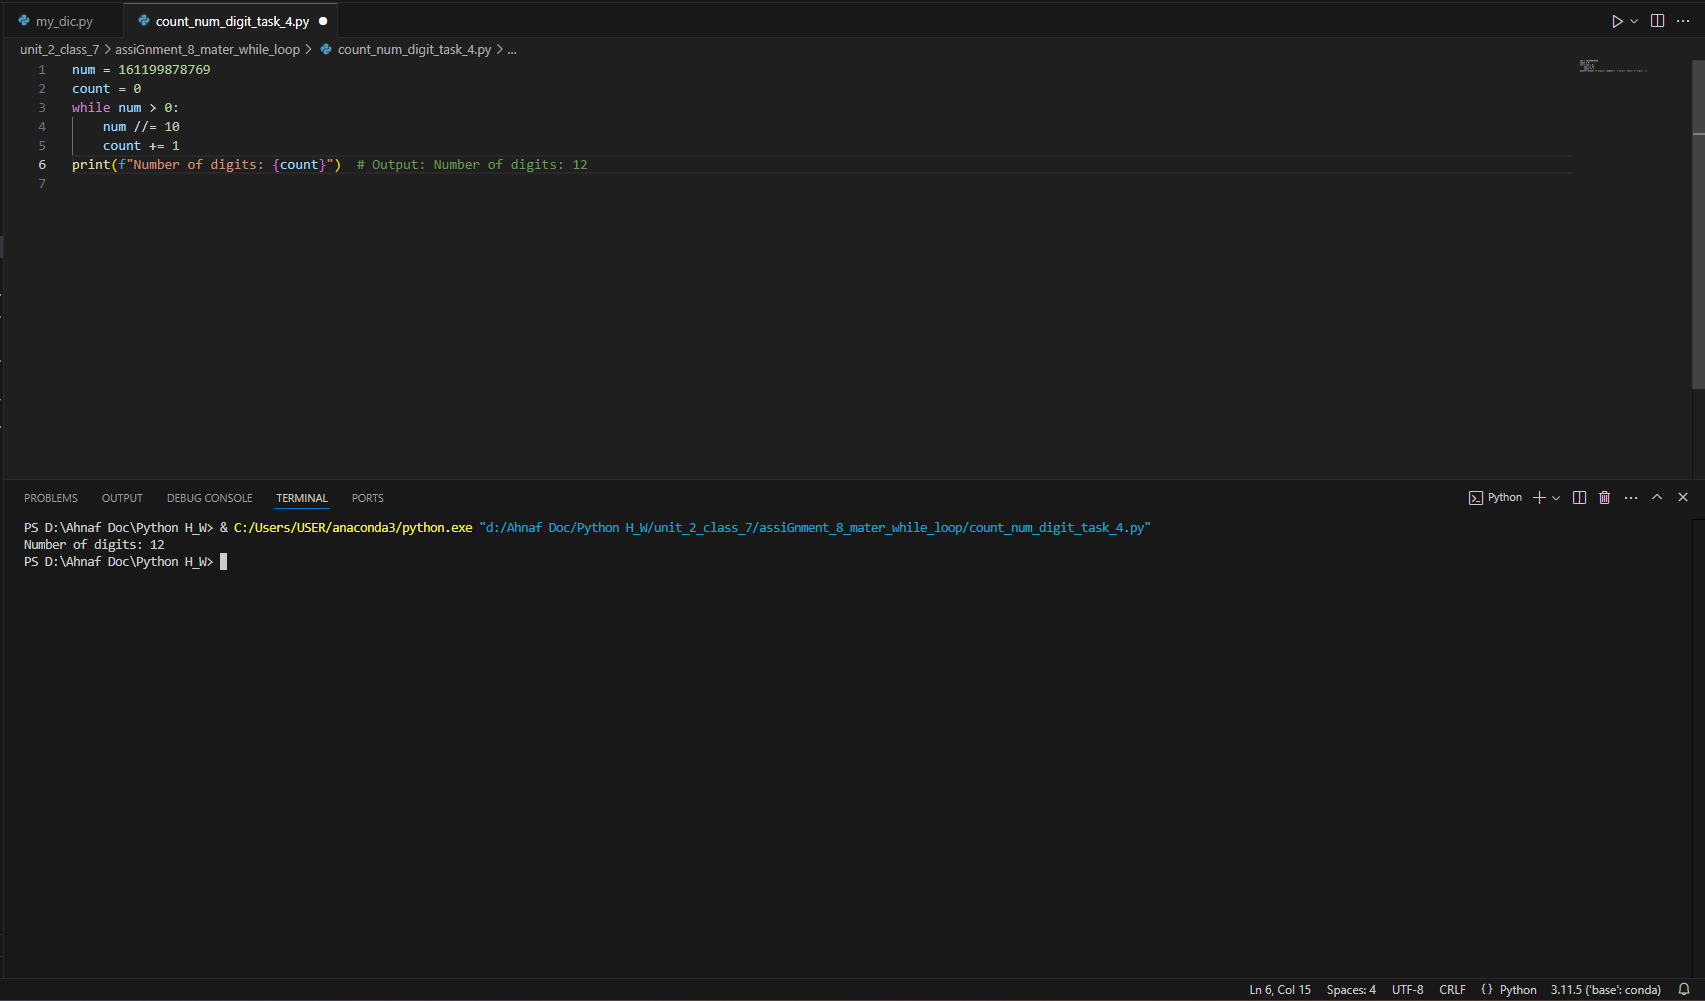 my_dic.py count_num_digit_task_4.py
unit_2_class_7 > assiGnment_8_mater_while_loop > count_num_digit_task_4.py > ...
1 num = 161199878769
2 count = 0
3 while num > 0:
4     num //= 10
5     count += 1
6 print(f"Number of digits: {count}")  # Output: Number of digits: 12
7
PROBLEMS OUTPUT DEBUG CONSOLE TERMINAL PORTS Python
PS D:\Ahnaf Doc\Python H_W> & C:/Users/USER/anaconda3/python.exe "d:/Ahnaf Doc/Python H_W/unit_2_class_7/assiGnment_8_mater_while_loop/count_num_digit_task_4.py"
Number of digits: 12
PS D:\Ahnaf Doc\Python H_W>
Ln 6, Col 15 Spaces: 4 UTF-8 CRLF {} Python 3.11.5 ('base': conda)